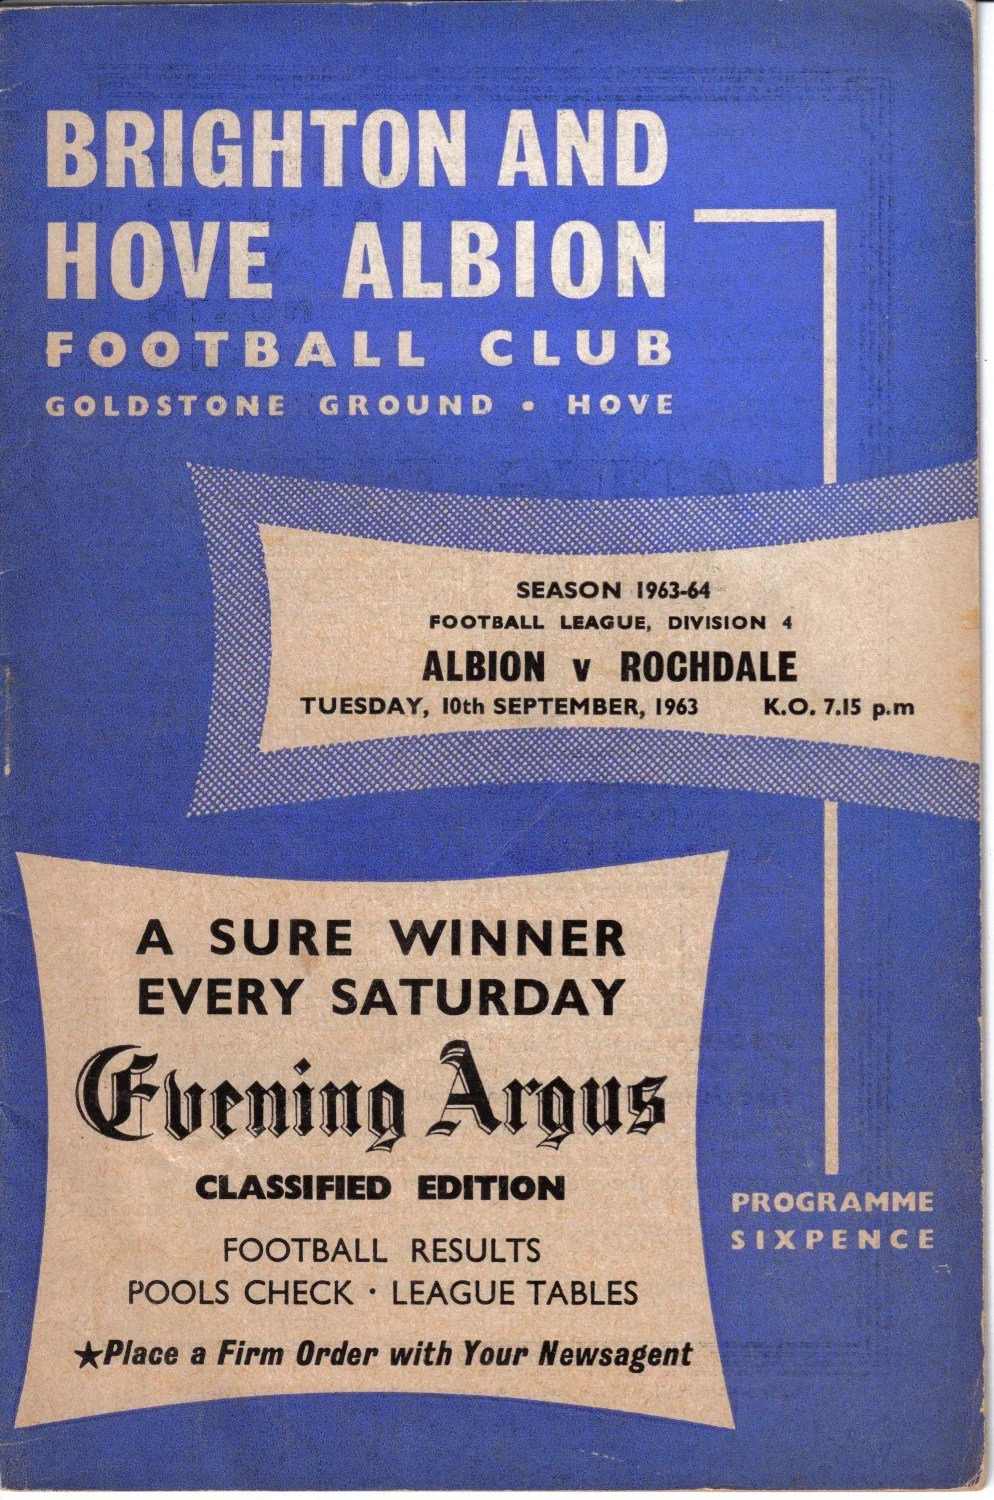 BRIGHTON AND
HOVE ALBION
FOOTBALL CLUB
GOLDSTONE GROUND • HOVE
SEASON 1963-64
FOOTBALL LEAGUE, DIVISION 4
ALBION v ROCHDALE
TUESDAY, 10th SEPTEMBER, 1963 K.O. 7.15 p.m
A SURE WINNER
EVERY SATURDAY
Evening Argus
CLASSIFIED EDITION
FOOTBALL RESULTS
POOLS CHECK · LEAGUE TABLES
★Place a Firm Order with Your Newsagent
PROGRAMME
SIXPENCE